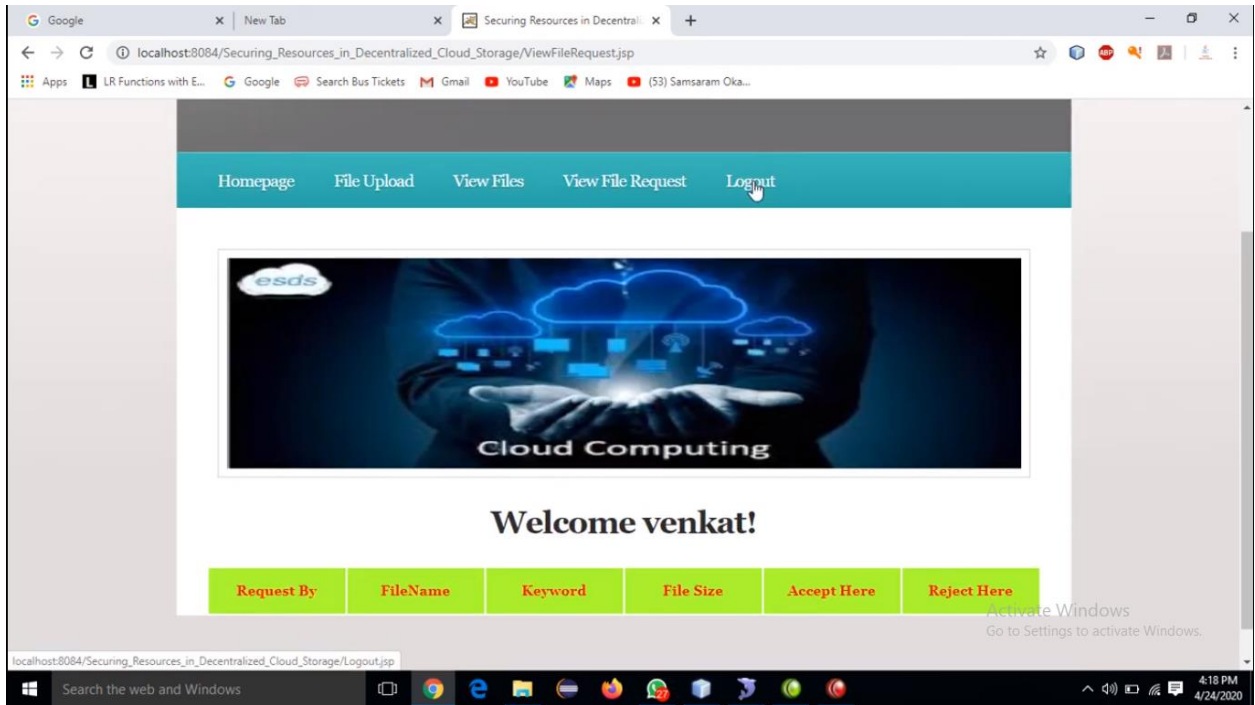 Google
New Tab
Securing Resources in Decentrali
localhost:8084/Securing_Resources_in_Decentralized_Cloud_Storage/ViewFileRequest.jsp
ABP
Apps
L
LR Functions with E...
Google
Search Bus Tickets
Gmail
YouTube
Maps
(53) Samsaram Oka...
Homepage
File Upload
View Files
View File Request
Logout
esds
Cloud Computing
Welcome venkat!
Request By
FileName
Keyword
File Size
Accept Here
Reject Here
Activate Windows
Go to Settings to activate Windows.
localhost:8084/Securing_Resources_in_Decentralized_Cloud_Storage/Logout.jsp
Search the web and Windows
27
4:18 PM
4/24/2020